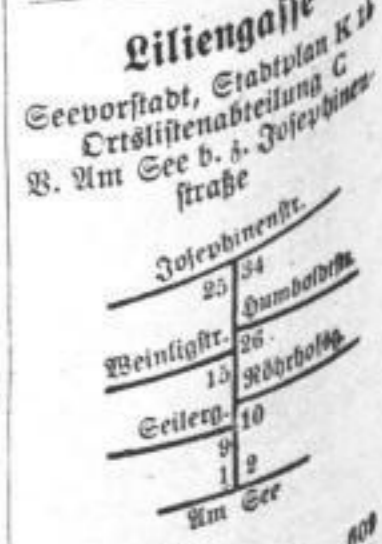 Liliengasse
Seevorstadt, Stadtplan K
Ortslistenabteilung C
V. Am See b. z. Josephinen-
straße
Josephinenstr.
25 34
Humboldtstr.
Weinligstr. 26
15 Röhrhofsg.
Seilerg. 10
9
1 2
Am See
609